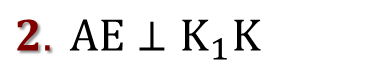 2. AE ⊥ K₁K